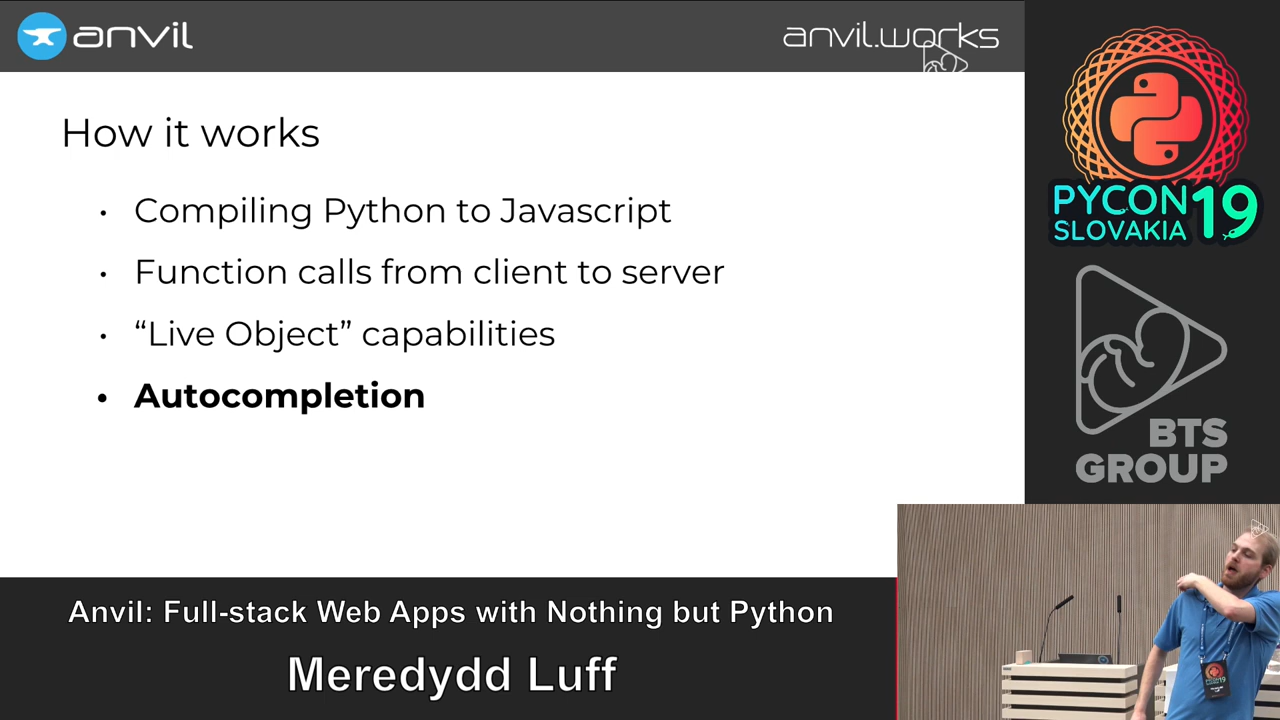 anvil
anvil.works
How it works
• Compiling Python to Javascript
• Function calls from client to server
• “Live Object” capabilities
• Autocompletion
PYCON 19
SLOVAKIA
BTS
GROUP
Anvil: Full-stack Web Apps with Nothing but Python
Meredydd Luff